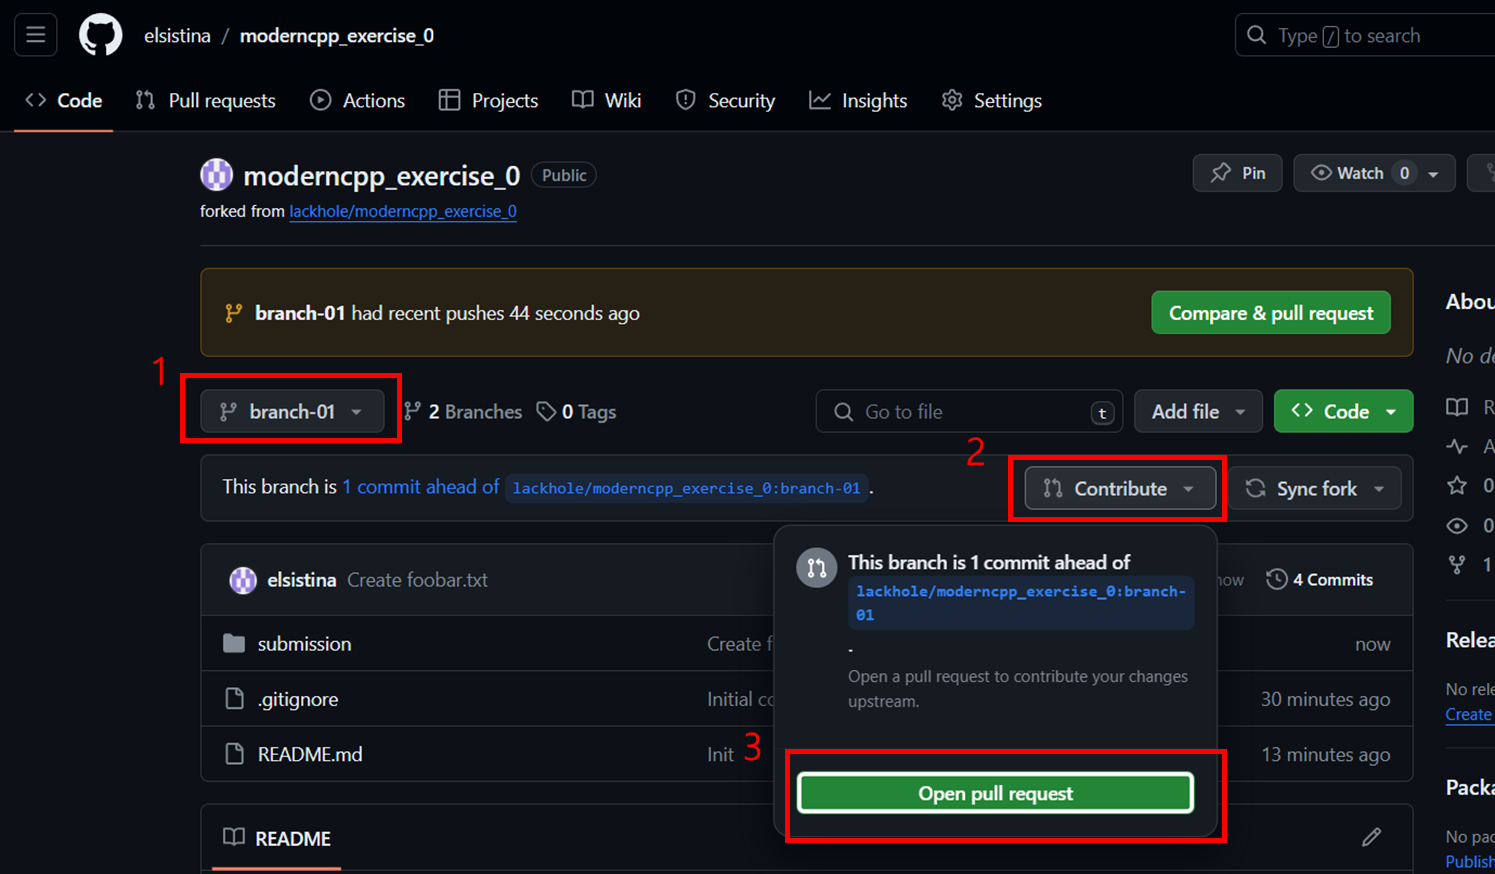 elsistina / moderncpp_exercise_0
Type / to search
Code Pull requests Actions Projects Wiki Security Insights Settings
moderncpp_exercise_0 Public
Pin Watch 0
forked from lackhole/moderncpp_exercise_0
branch-01 had recent pushes 44 seconds ago
Compare & pull request
1
branch-01 2 Branches 0 Tags
Go to file t
Add file Code
2
This branch is 1 commit ahead of lackhole/moderncpp_exercise_0:branch-01 .
Contribute Sync fork
This branch is 1 commit ahead of
lackhole/moderncpp_exercise_0:branch-
01
.
Open a pull request to contribute your changes
upstream.
3
Open pull request
elsistina Create foobar.txt
now 4 Commits
submission Create f now
.gitignore Initial co 30 minutes ago
README.md Init 13 minutes ago
README
Abou
No de
R
A
0
0
1
Relea
No rele
Create
Packa
No pac
Publish